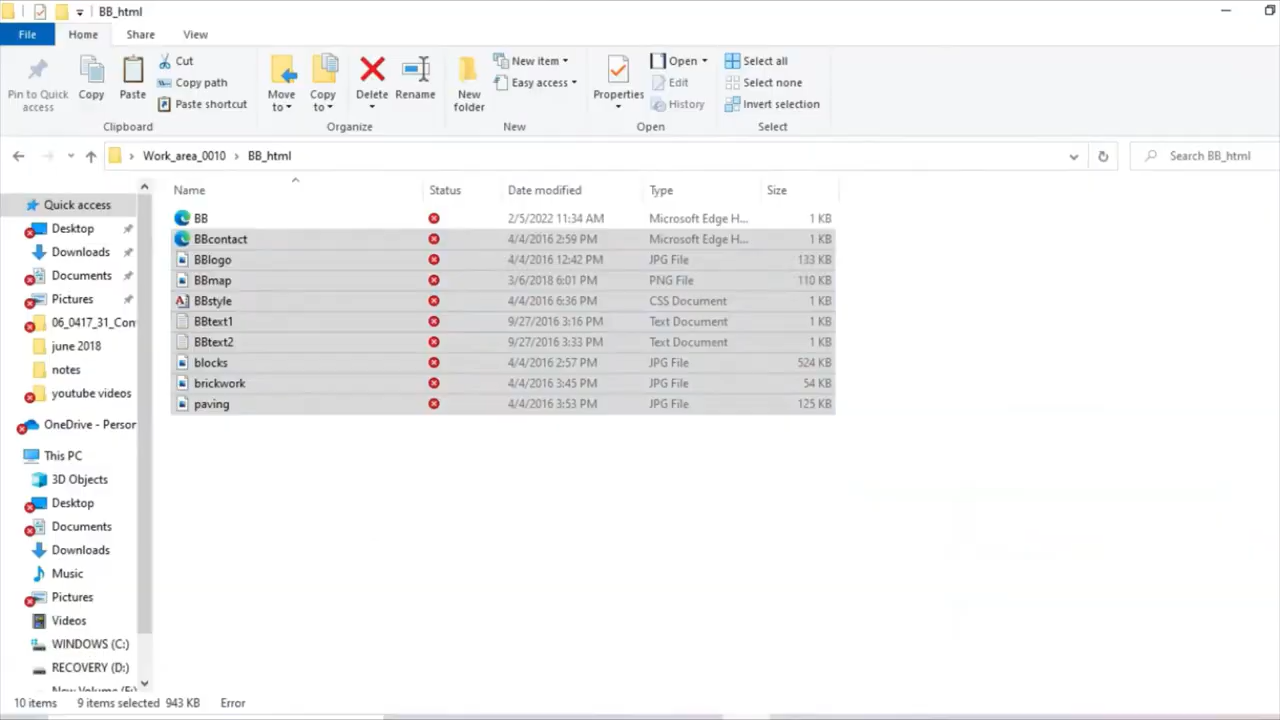 BB_html
File Home Share View
Pin to Quick access
Copy
Paste
Cut
Copy path
Paste shortcut
Clipboard
Move to
Copy to
Delete
Rename
Organize
New folder
New item
Easy access
New
Properties
Open
Edit
History
Open
Select all
Select none
Invert selection
Select
Work_area_0010 BB_html
Search BB_html
Name Status Date modified Type Size
BB 2/5/2022 11:34 AM Microsoft Edge H... 1 KB
BBcontact 4/4/2016 2:59 PM Microsoft Edge H... 1 KB
BBlogo 4/4/2016 12:42 PM JPG File 133 KB
BBmap 3/6/2018 6:01 PM PNG File 110 KB
BBstyle 4/4/2016 6:36 PM CSS Document 1 KB
BBtext1 9/27/2016 3:16 PM Text Document 1 KB
BBtext2 9/27/2016 3:33 PM Text Document 1 KB
blocks 4/4/2016 2:57 PM JPG File 524 KB
brickwork 4/4/2016 3:45 PM JPG File 54 KB
paving 4/4/2016 3:53 PM JPG File 125 KB
Quick access
Desktop
Downloads
Documents
Pictures
06_0417_31_Con
june 2018
notes
youtube videos
OneDrive - Person
This PC
3D Objects
Desktop
Documents
Downloads
Music
Pictures
Videos
WINDOWS (C:)
RECOVERY (D:)
New Volume
10 items 9 items selected 943 KB Error